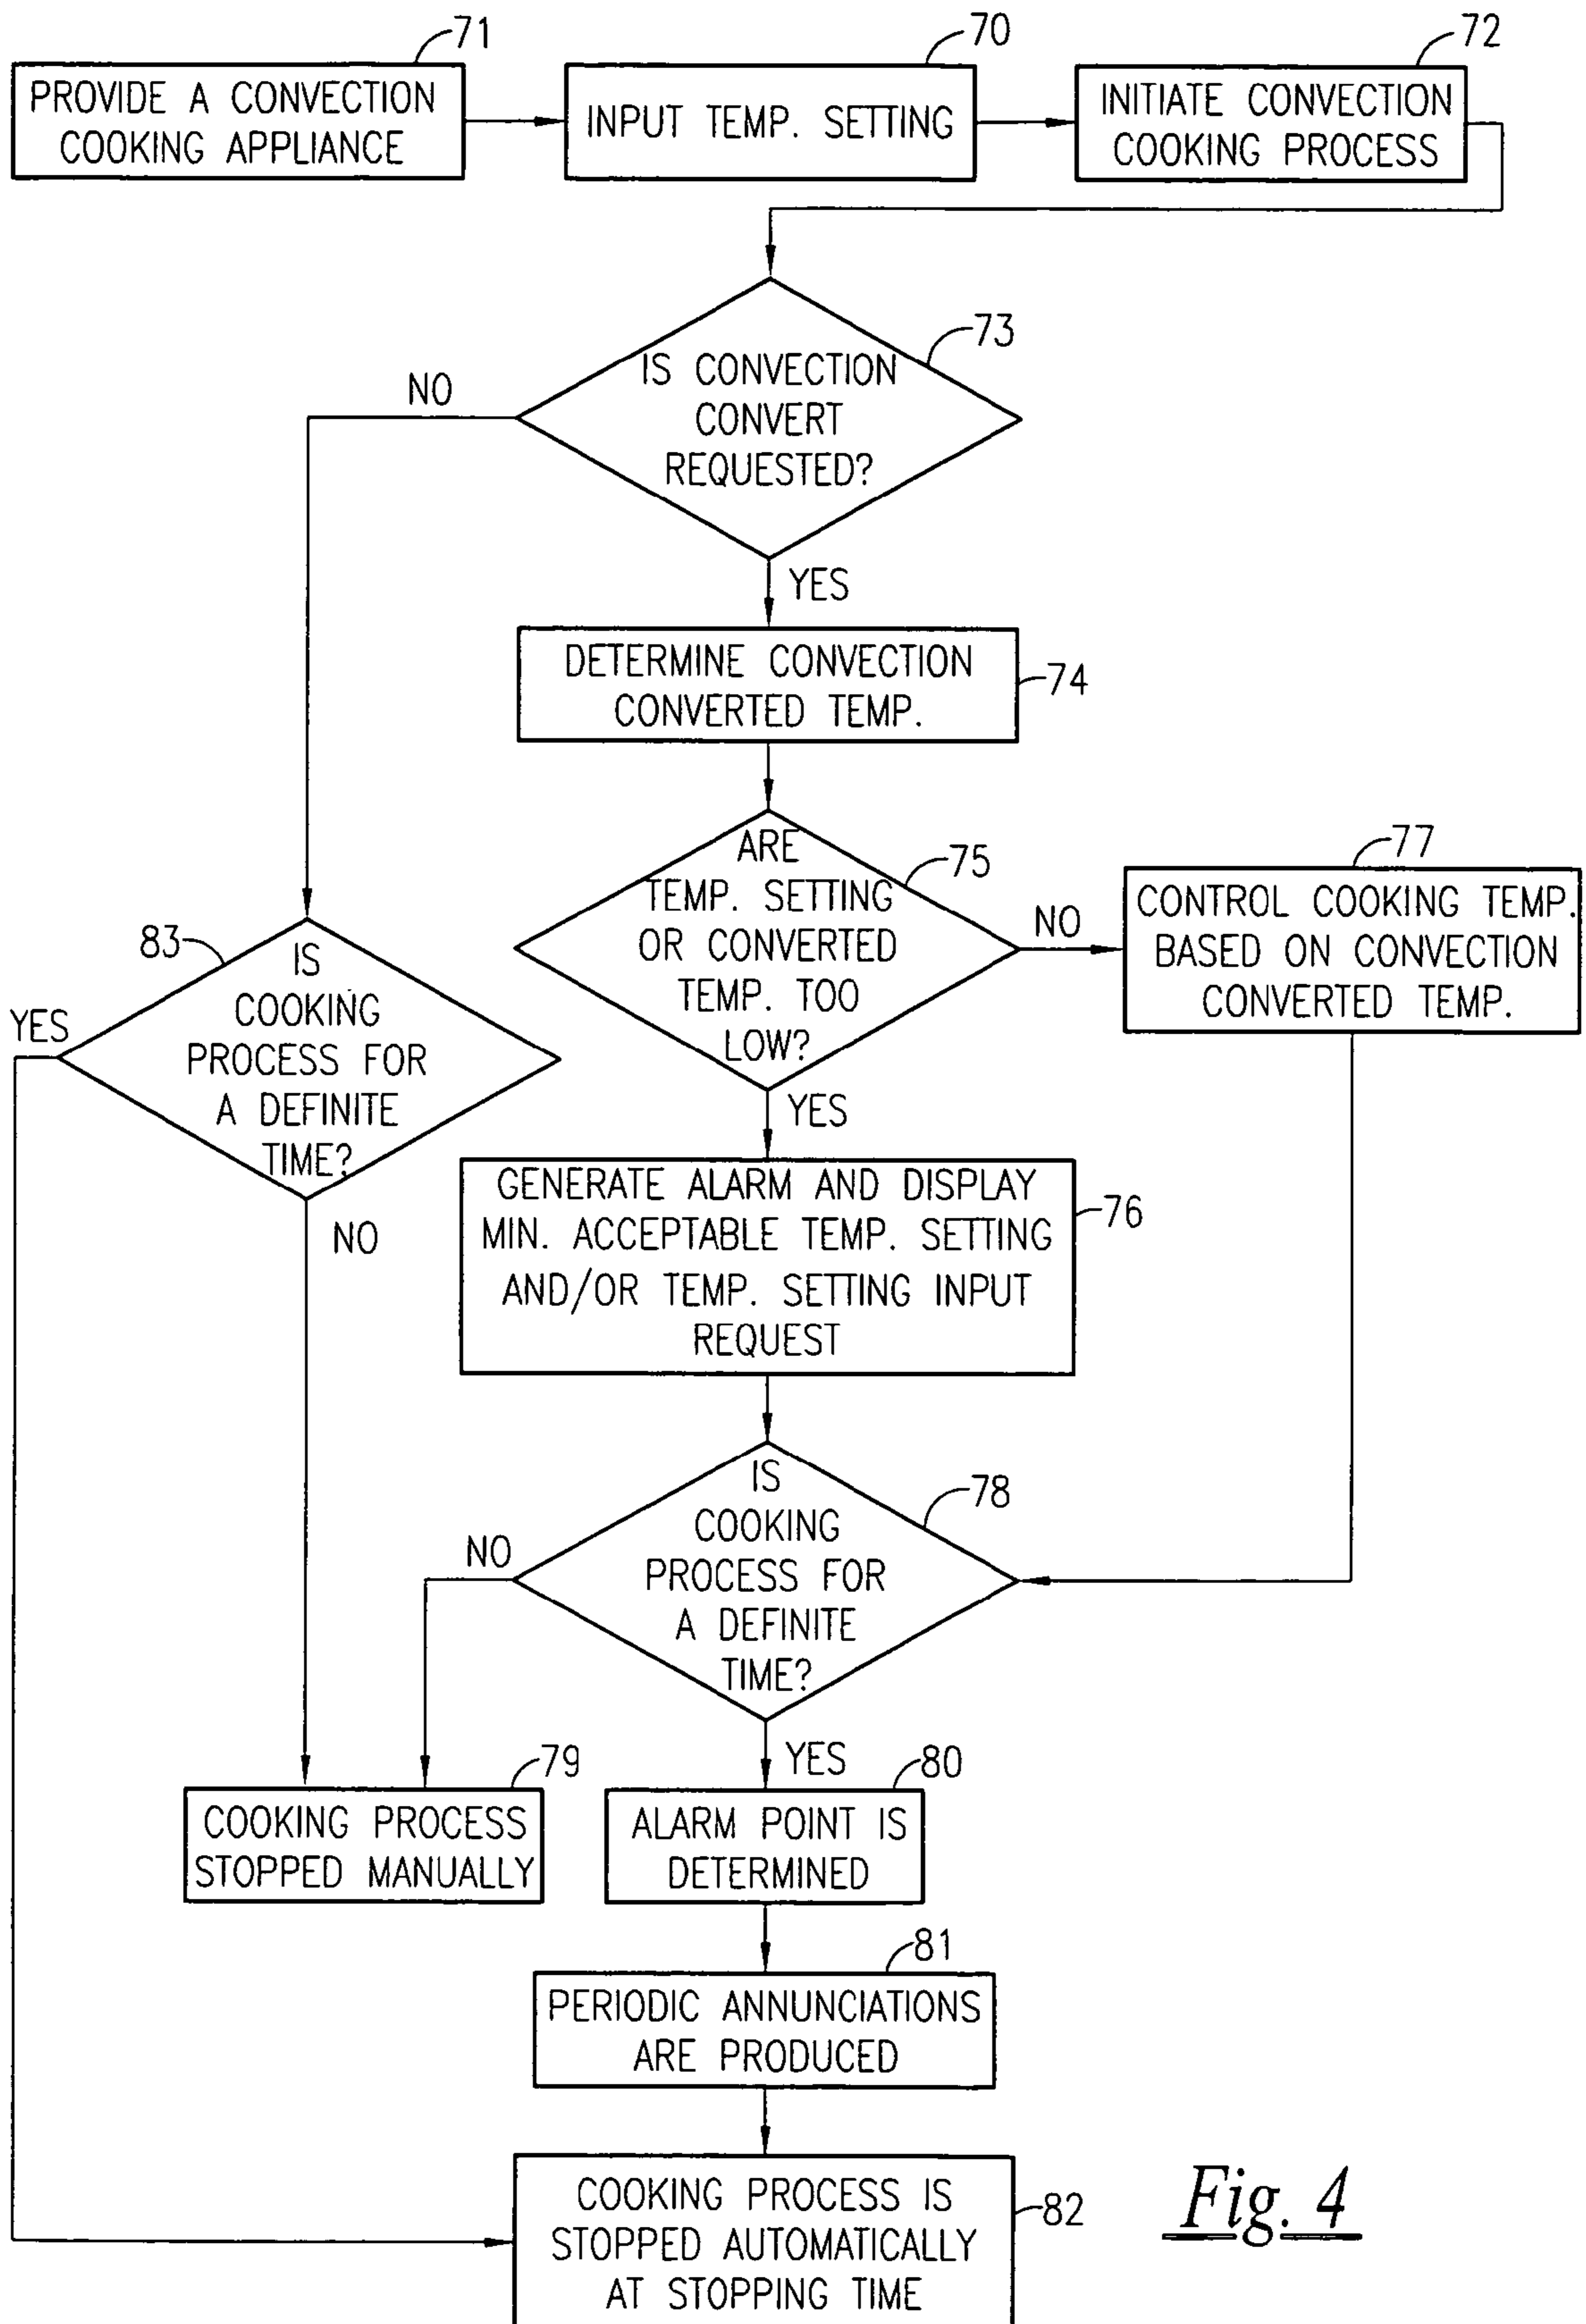 71
PROVIDE A CONVECTION
COOKING APPLIANCE
70
INPUT TEMP. SETTING
72
INITIATE CONVECTION
COOKING PROCESS
73
IS CONVECTION
CONVERT
REQUESTED?
NO
YES
DETERMINE CONVECTION
CONVERTED TEMP.
74
ARE
TEMP. SETTING
OR CONVERTED
TEMP. TOO
LOW?
75
NO
YES
77
CONTROL COOKING TEMP.
BASED ON CONVECTION
CONVERTED TEMP.
83
IS
COOKING
PROCESS FOR
A DEFINITE
TIME?
YES
NO
GENERATE ALARM AND DISPLAY
MIN. ACCEPTABLE TEMP. SETTING
AND/OR TEMP. SETTING INPUT
REQUEST
76
IS
COOKING
PROCESS FOR
A DEFINITE
TIME?
78
NO
YES
79
COOKING PROCESS
STOPPED MANUALLY
80
ALARM POINT IS
DETERMINED
81
PERIODIC ANNUNCIATIONS
ARE PRODUCED
COOKING PROCESS IS
STOPPED AUTOMATICALLY
AT STOPPING TIME
82
Fig. 4